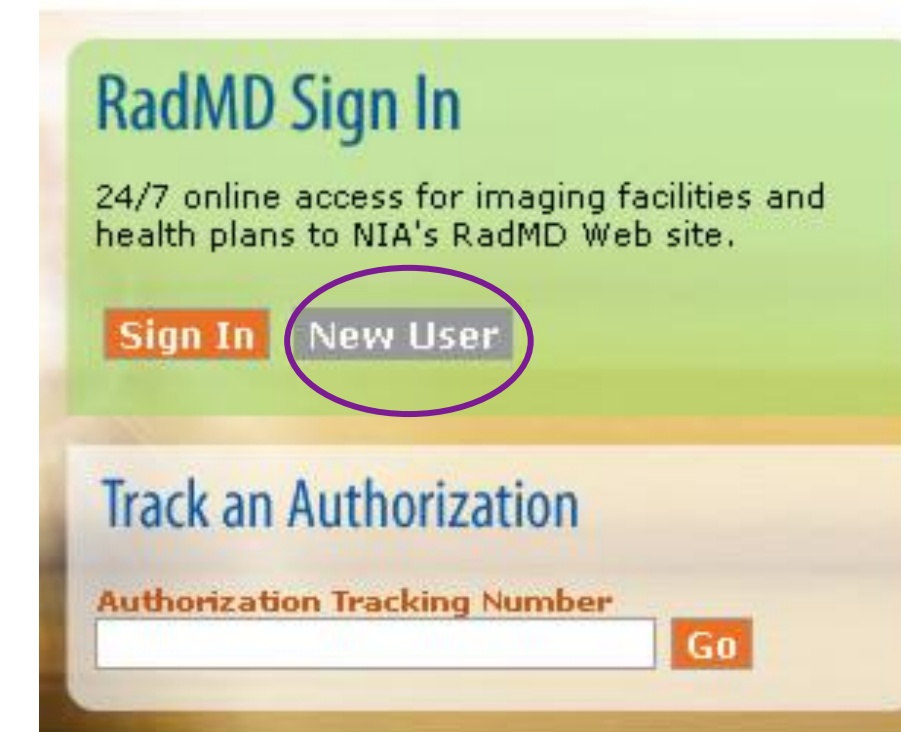 RadMD Sign In
24/7 online access for imaging facilities and
health plans to NIA's RadMD Web site.
Sign In New User
Track an Authorization
Authorization Tracking Number
Go